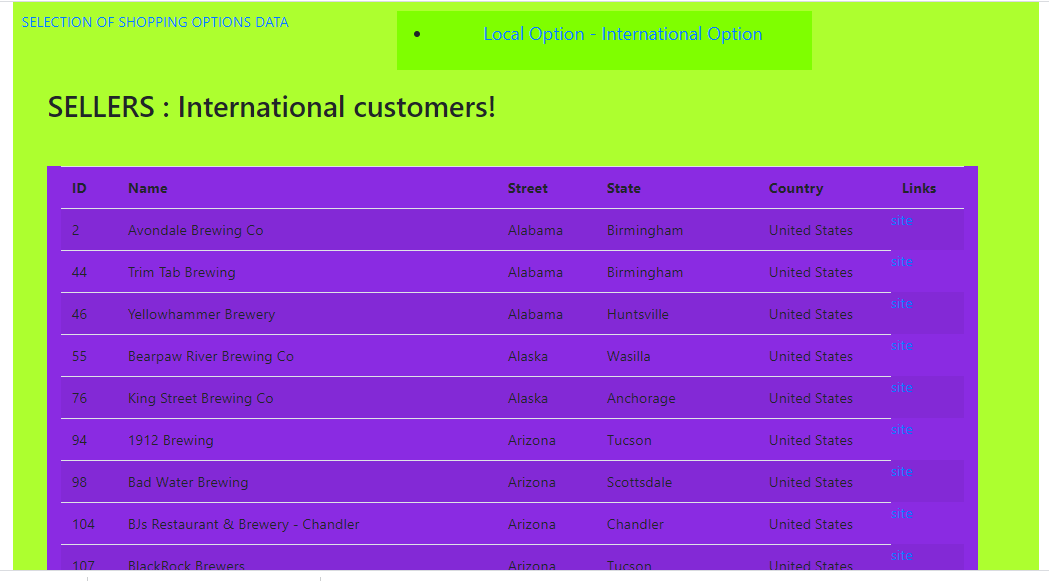 SELECTION OF SHOPPING OPTIONS DATA
Local Option - International Option
SELLERS : International customers!
ID Name Street State Country Links
2 Avondale Brewing Co Alabama Birmingham United States site
44 Trim Tab Brewing Alabama Birmingham United States site
46 Yellowhammer Brewery Alabama Huntsville United States site
55 Bearpaw River Brewing Co Alaska Wasilla United States site
76 King Street Brewing Co Alaska Anchorage United States site
94 1912 Brewing Arizona Tucson United States site
98 Bad Water Brewing Arizona Scottsdale United States site
104 BJs Restaurant & Brewery - Chandler Arizona Chandler United States site
107 BlackRock Brewers Arizona Tucson United States site